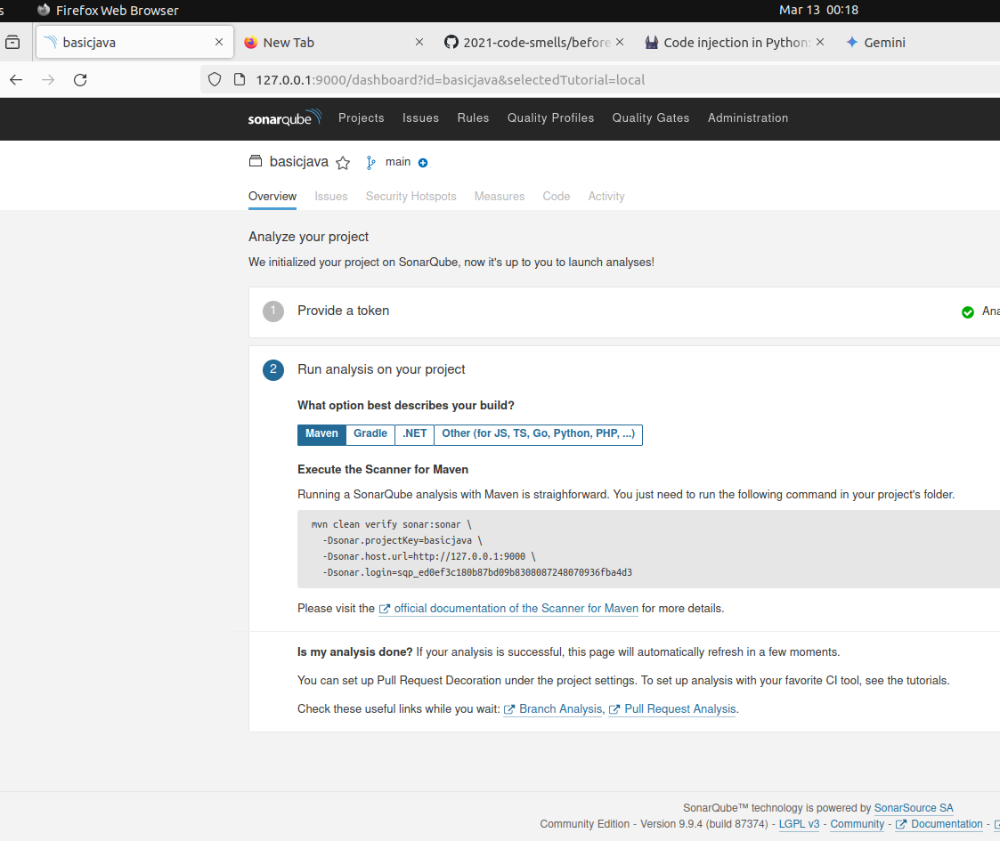 s Firefox Web Browser Mar 13 00:18
basicjava New Tab 2021-code-smells/before Code injection in Python: Gemini
127.0.0.1:9000/dashboard?id=basicjava&selectedTutorial=local
sonarqube Projects Issues Rules Quality Profiles Quality Gates Administration
basicjava main
Overview Issues Security Hotspots Measures Code Activity
Analyze your project
We initialized your project on SonarQube, now it's up to you to launch analyses!
1 Provide a token Ana
2 Run analysis on your project
What option best describes your build?
Maven Gradle .NET Other (for JS, TS, Go, Python, PHP, ...)
Execute the Scanner for Maven
Running a SonarQube analysis with Maven is straighforward. You just need to run the following command in your project's folder.
mvn clean verify sonar:sonar \
-Dsonar.projectKey=basicjava \
-Dsonar.host.url=http://127.0.0.1:9000 \
-Dsonar.login=sqp_ed0ef3c180b87bd09b8308087248070936fba4d3
Please visit the official documentation of the Scanner for Maven for more details.
Is my analysis done? If your analysis is successful, this page will automatically refresh in a few moments.
You can set up Pull Request Decoration under the project settings. To set up analysis with your favorite CI tool, see the tutorials.
Check these useful links while you wait: Branch Analysis, Pull Request Analysis.
SonarQube™ technology is powered by SonarSource SA
Community Edition - Version 9.9.4 (build 87374) - LGPL v3 - Community - Documentation -